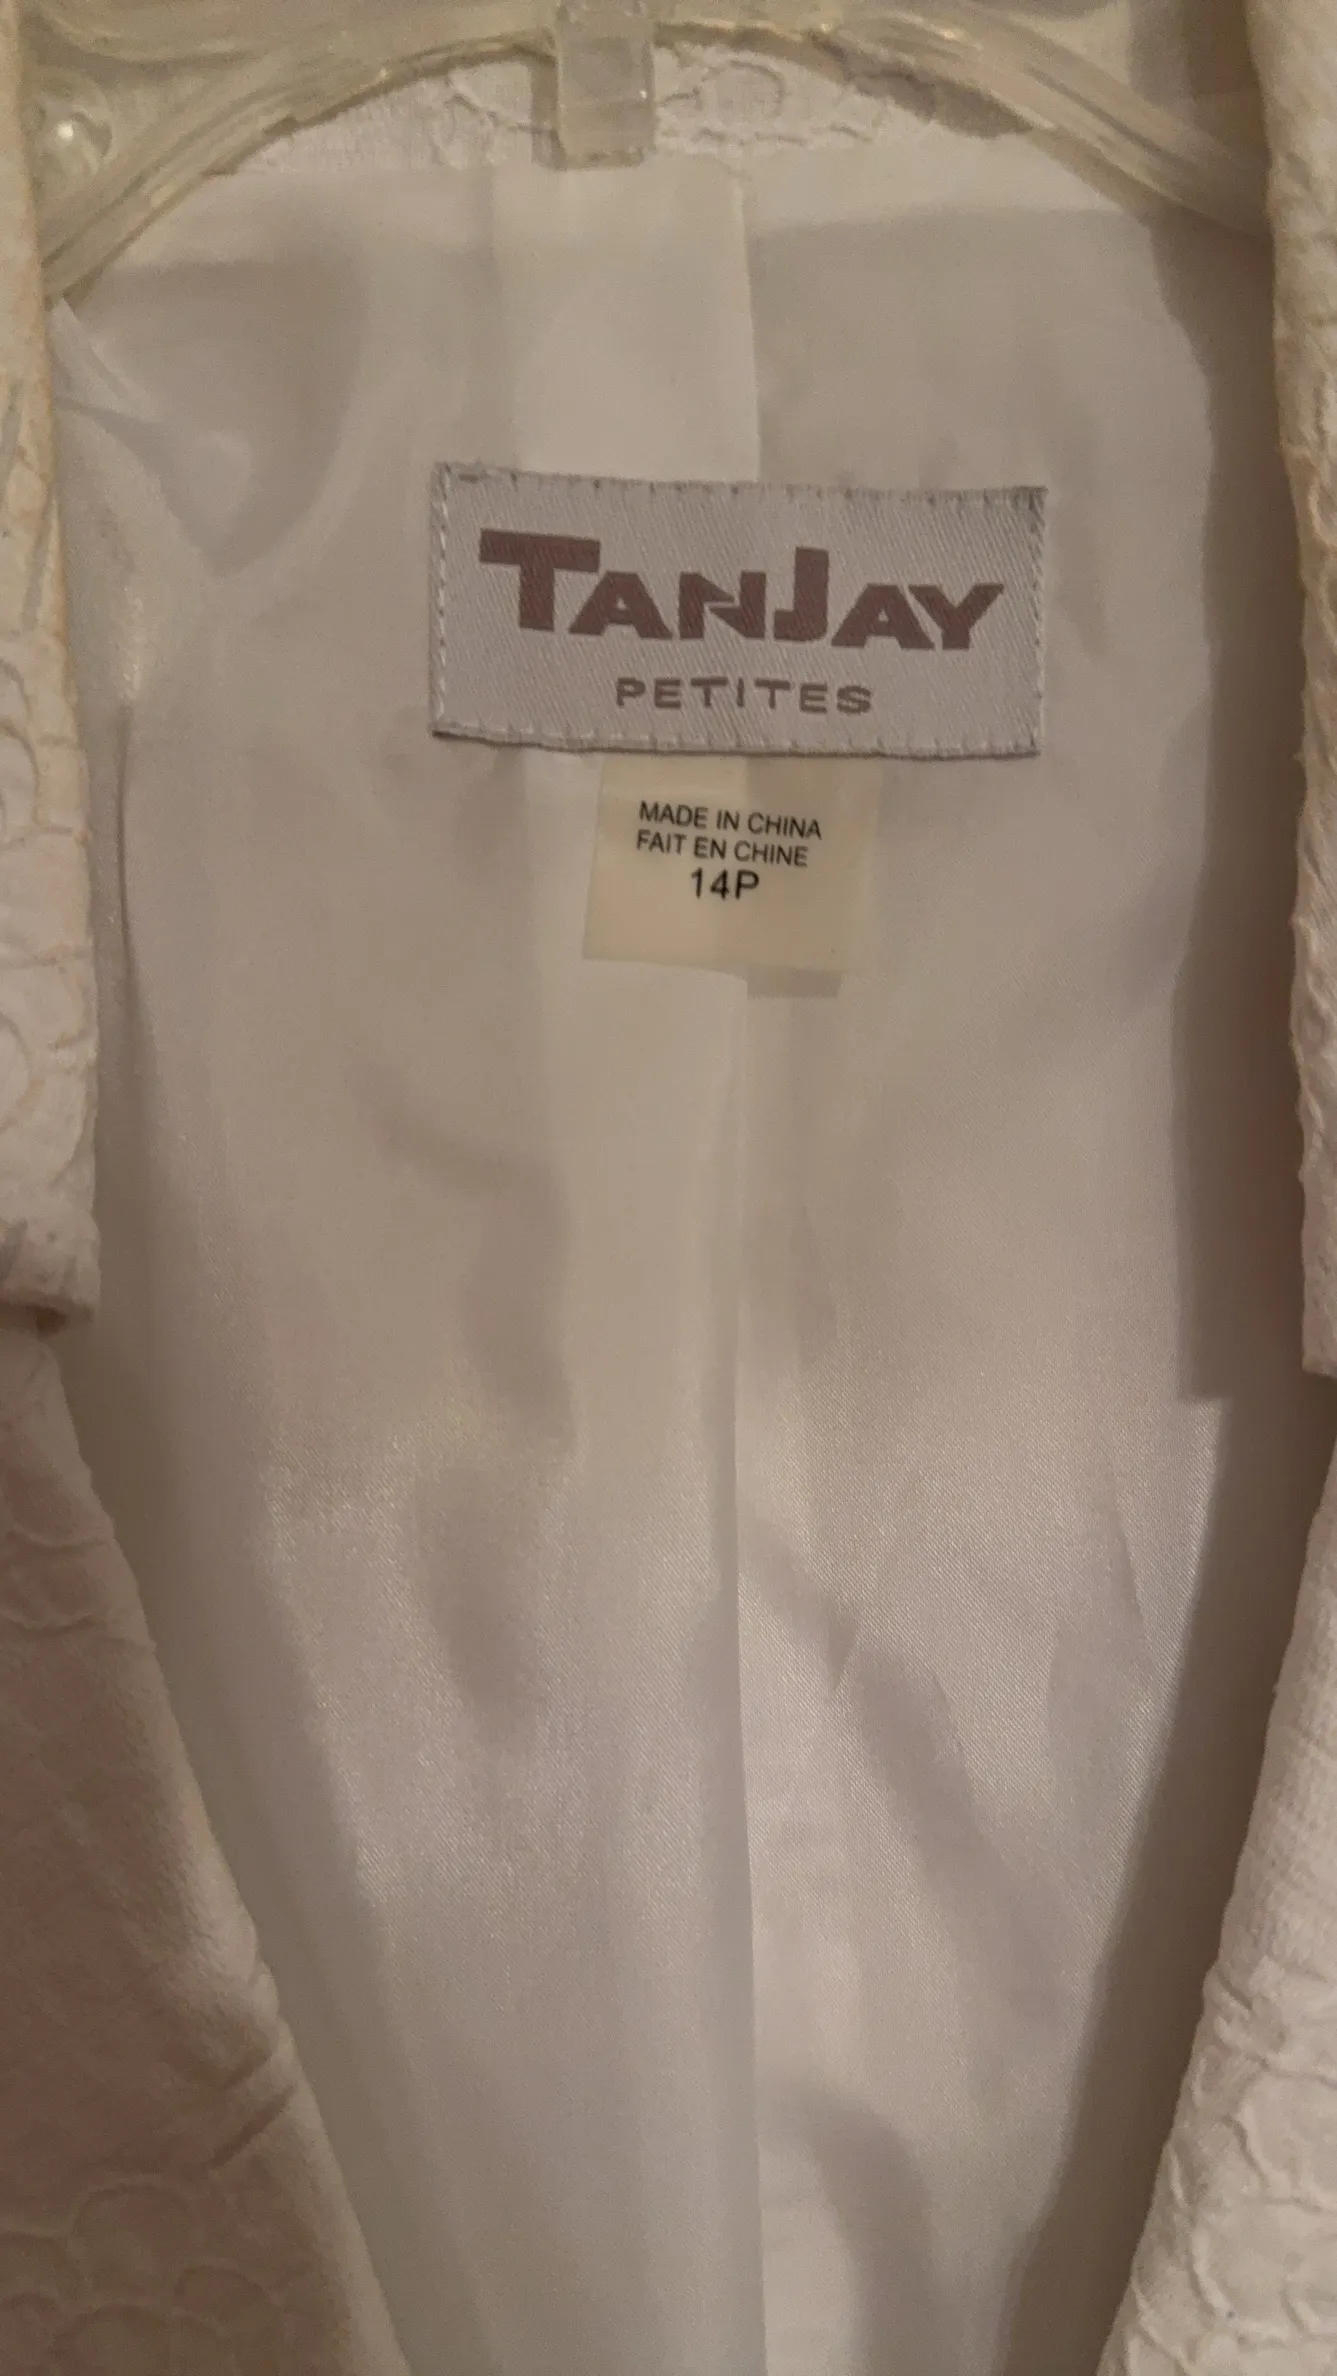 TANJAY
PETITES
MADE IN CHINA
FAIT EN CHINE
14P